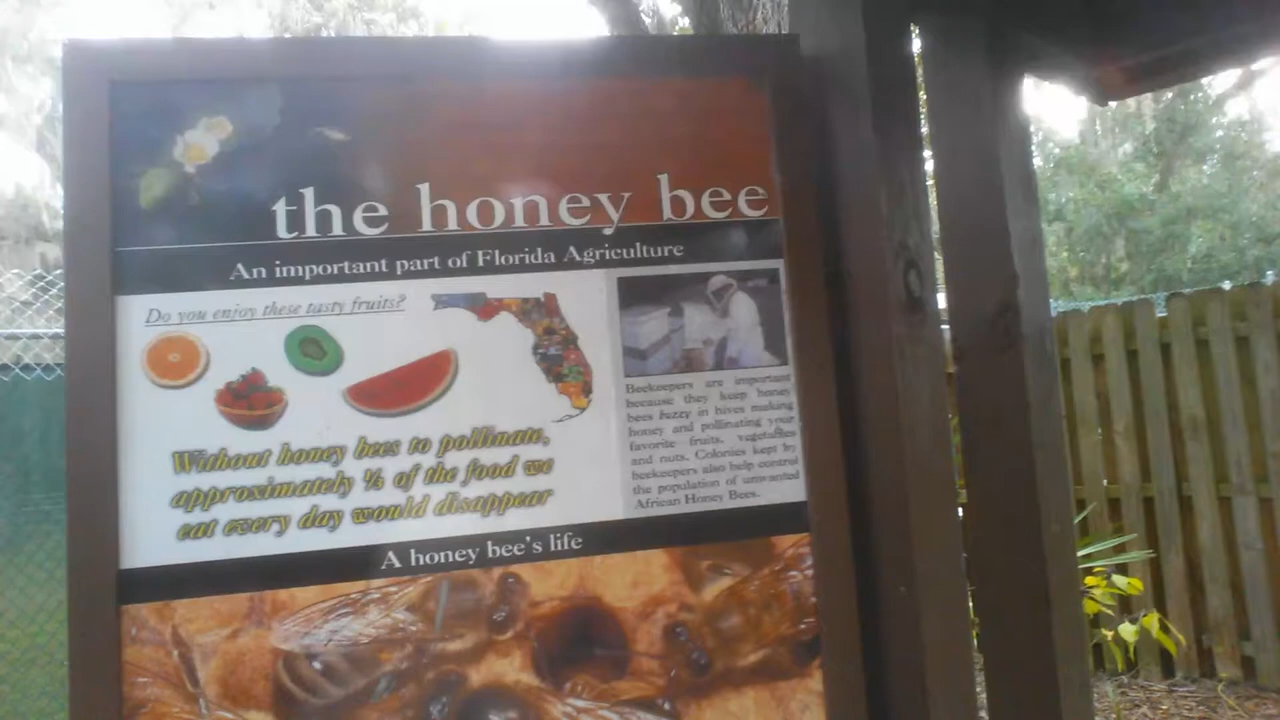 the honey bee
An important part of Florida Agriculture
Do you enjoy these tasty fruits?
Without honey bees to pollinate,
approximately ⅓ of the food we
eat every day would disappear
Beekeepers are important
because they keep honey
bees fuzzy in hives making
honey and pollinating your
favorite fruits, vegetables
and nuts. Colonies kept by
beekeepers also help control
the population of unwanted
African Honey Bees.
A honey bee's life